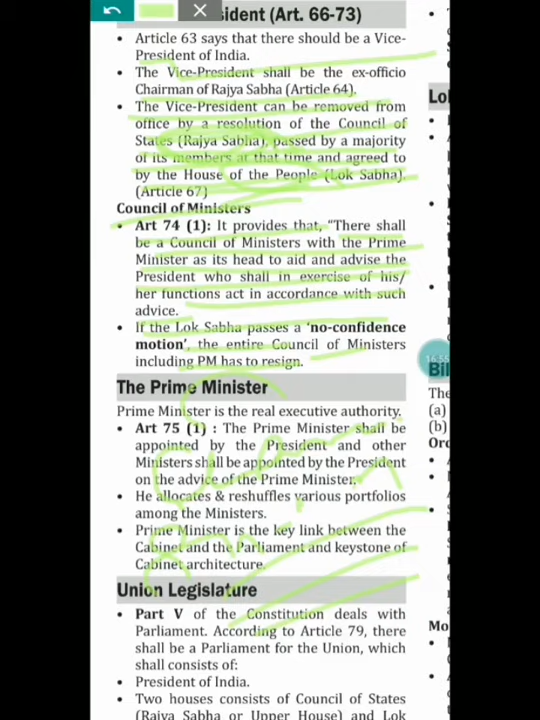 sident (Art. 66-73)
• Article 63 says that there should be a Vice-
President of India.
• The Vice-President shall be the ex-officio
Chairman of Rajya Sabha (Article 64).
• The Vice-President can be removed from
office by a resolution of the Council of
States (Rajya Sabha), passed by a majority
of its members at that time and agreed to
by the House of the People (Lok Sabha).
(Article 67)
Council of Ministers
• Art 74 (1): It provides that, "There shall
be a Council of Ministers with the Prime
Minister as its head to aid and advise the
President who shall in exercise of his/
her functions act in accordance with such
advice.
• If the Lok Sabha passes a 'no-confidence
motion', the entire Council of Ministers
including PM has to resign.
The Prime Minister
Prime Minister is the real executive authority.
• Art 75 (1) : The Prime Minister shall be
appointed by the President and other
Ministers shall be appointed by the President
on the advice of the Prime Minister.
• He allocates & reshuffles various portfolios
among the Ministers.
• Prime Minister is the key link between the
Cabinet and the Parliament and keystone of
Cabinet architecture.
Union Legislature
• Part V of the Constitution deals with
Parliament. According to Article 79, there
shall be a Parliament for the Union, which
shall consists of:
• President of India.
• Two houses consists of Council of States
(Rajya Sabha or Upper House) and Lok
Lo
16:55
Bil
The
(a)
(b)
Or
Mo